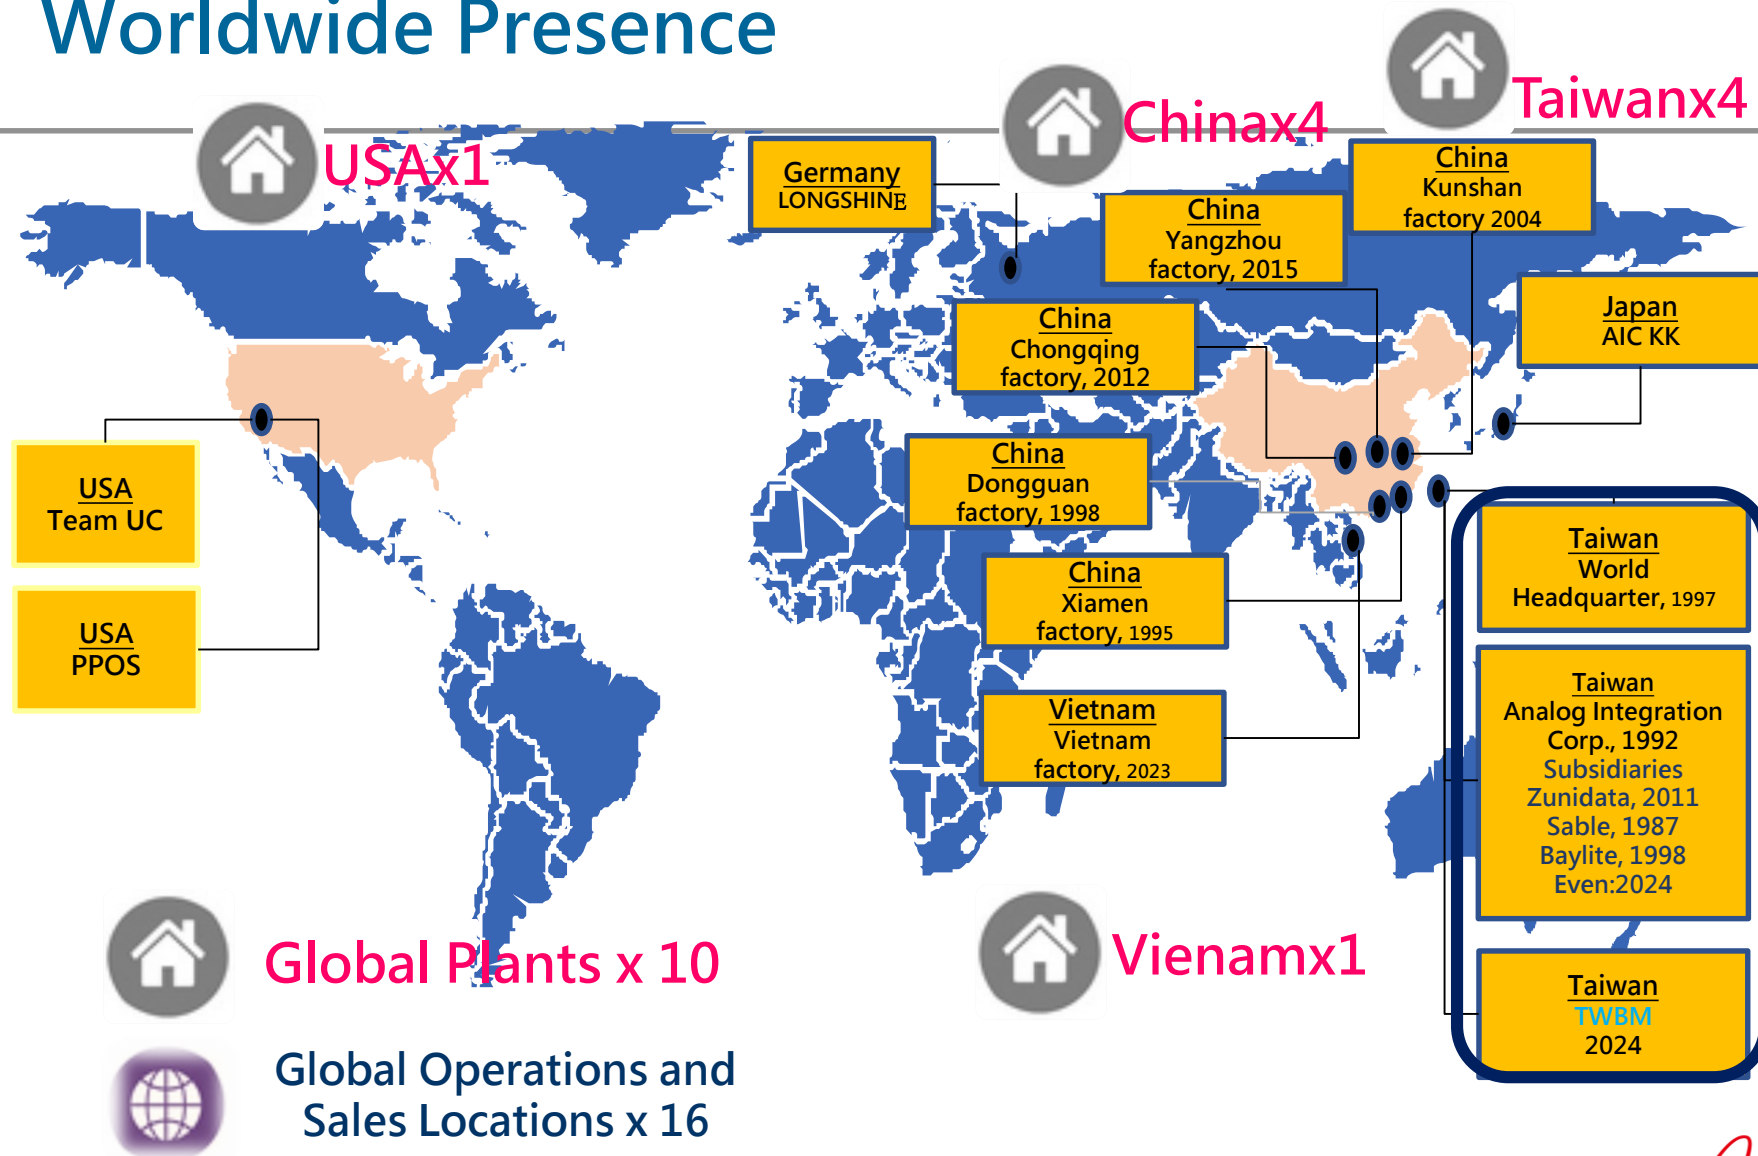 Worldwide Presence
USAx1
Chinax4
Taiwanx4
Germany
LONGSHINE
China
Yangzhou
factory, 2015
China
Kunshan
factory 2004
China
Chongqing
factory, 2012
Japan
AIC KK
USA
Team UC
USA
PPOS
China
Dongguan
factory, 1998
China
Xiamen
factory, 1995
Vietnam
Vietnam
factory, 2023
Taiwan
World
Headquarter, 1997
Taiwan
Analog Integration
Corp., 1992
Subsidiaries
Zunidata, 2011
Sable, 1987
Baylite, 1998
Even:2024
Taiwan
TWBM
2024
Global Plants x 10
Vienamx1
Global Operations and
Sales Locations x 16